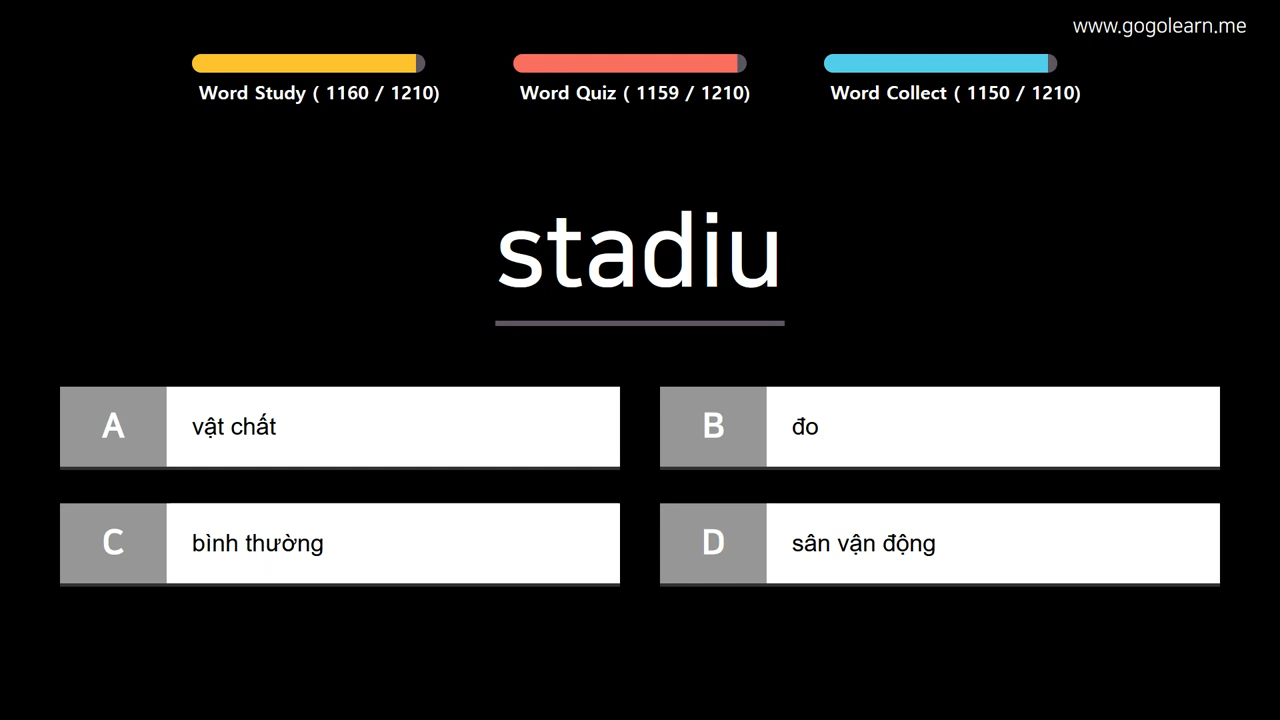 www.gogolearn.me
Word Study ( 1160 / 1210)
Word Quiz ( 1159 / 1210)
Word Collect ( 1150 / 1210)
stadiu
A vật chất
B đo
C bình thường
D sân vận động